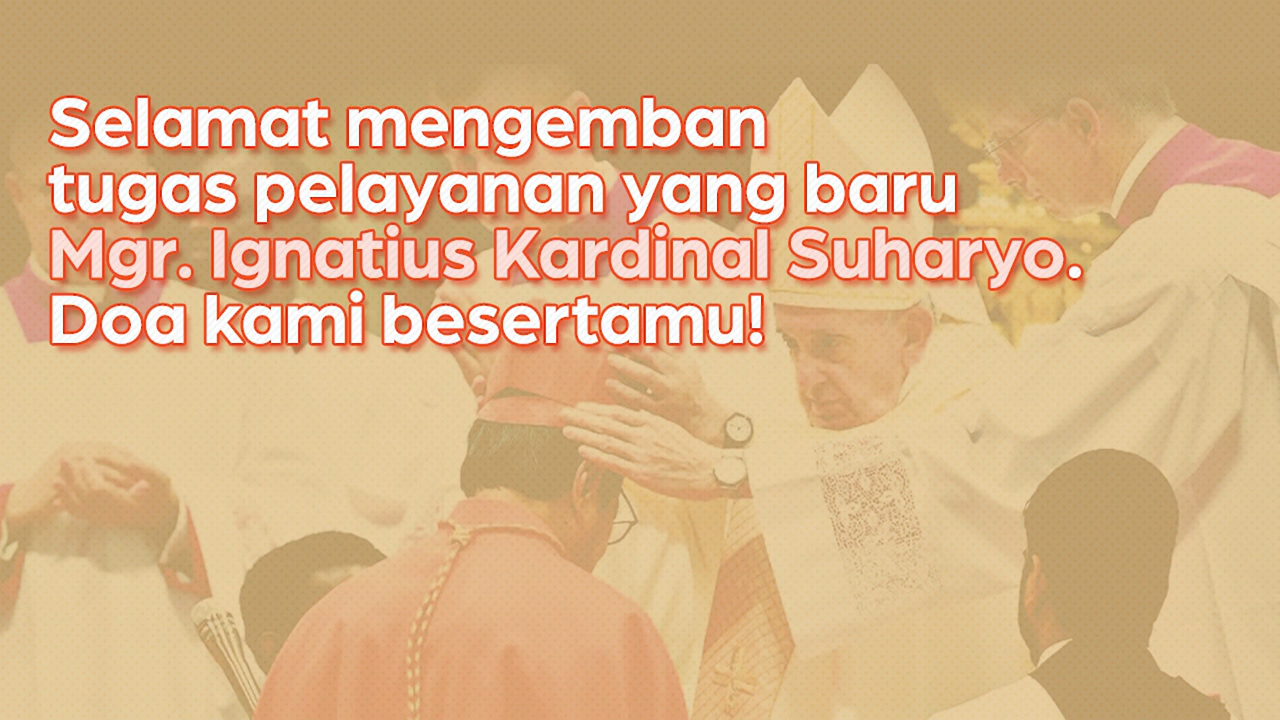 Selamat mengemban
tugas pelayanan yang baru
Mgr. Ignatius Kardinal Suharyo.
Doa kami besertamu!